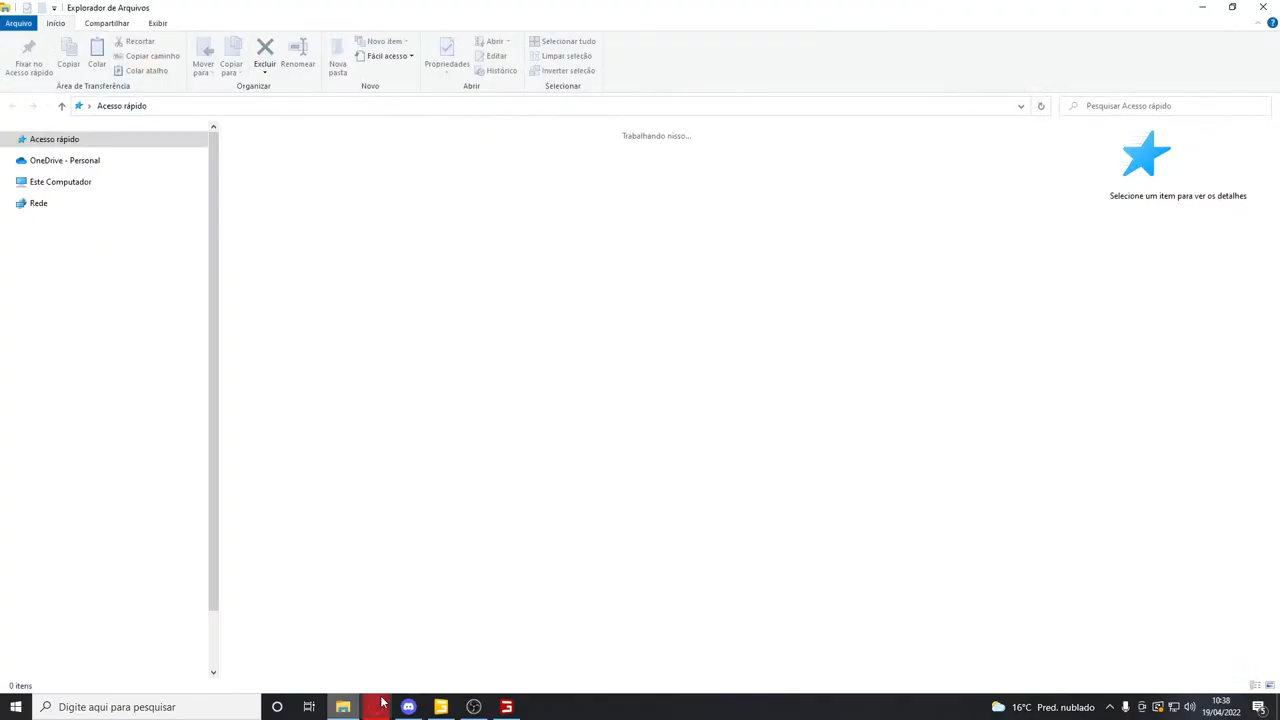 Explorador de Arquivos
Arquivo Início Compartilhar Exibir
Fixar no Acesso rápido
Copiar
Colar
Recortar
Copiar caminho
Colar atalho
Área de Transferência
Mover para
Copiar para
Excluir
Renomear
Organizar
Nova pasta
Novo item
Fácil acesso
Novo
Propriedades
Abrir
Editar
Histórico
Abrir
Selecionar tudo
Limpar seleção
Inverter seleção
Selecionar
Acesso rápido
Pesquisar Acesso rápido
Acesso rápido
OneDrive - Personal
Este Computador
Rede
Trabalhando nisso...
Selecione um item para ver os detalhes
0 itens
Digite aqui para pesquisar
16°C Pred. nublado
10:38
19/04/2022